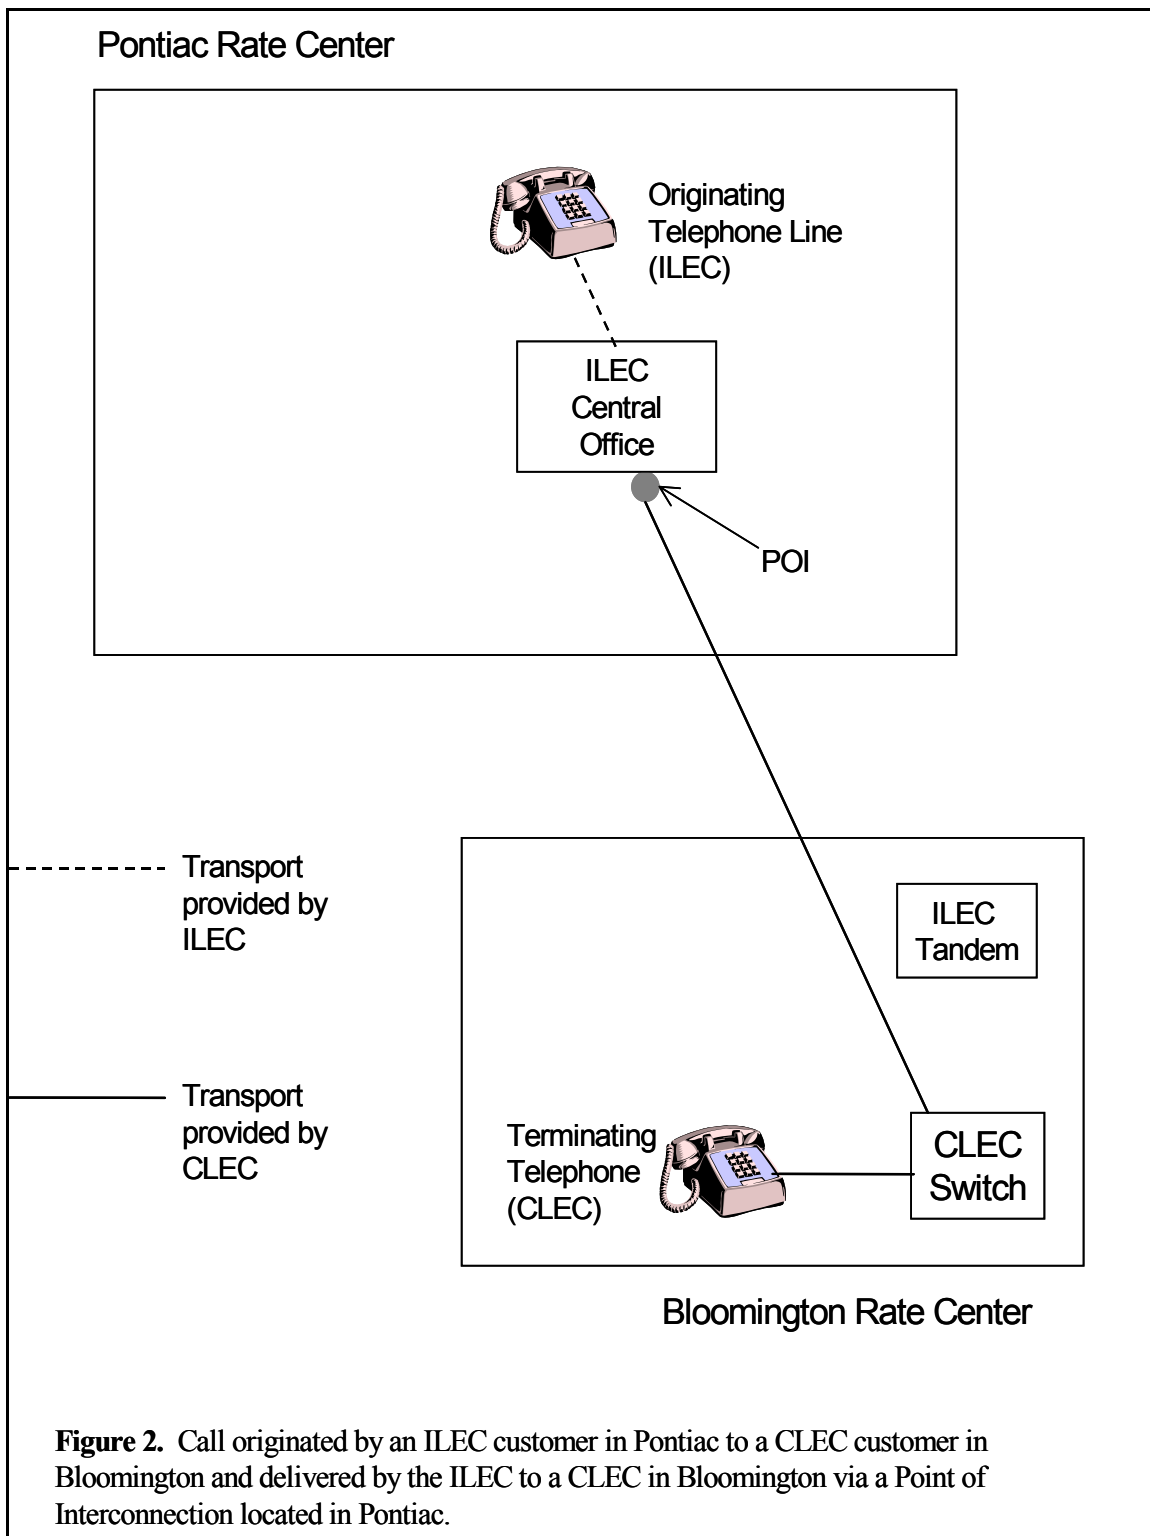 Pontiac Rate Center
Originating
Telephone Line
(ILEC)
ILEC
Central
Office
POI
Transport
provided by
ILEC
ILEC
Tandem
Transport
provided by
CLEC
Terminating
Telephone
(CLEC)
CLEC
Switch
Bloomington Rate Center
Figure 2. Call originated by an ILEC customer in Pontiac to a CLEC customer in
Bloomington and delivered by the ILEC to a CLEC in Bloomington via a Point of
Interconnection located in Pontiac.